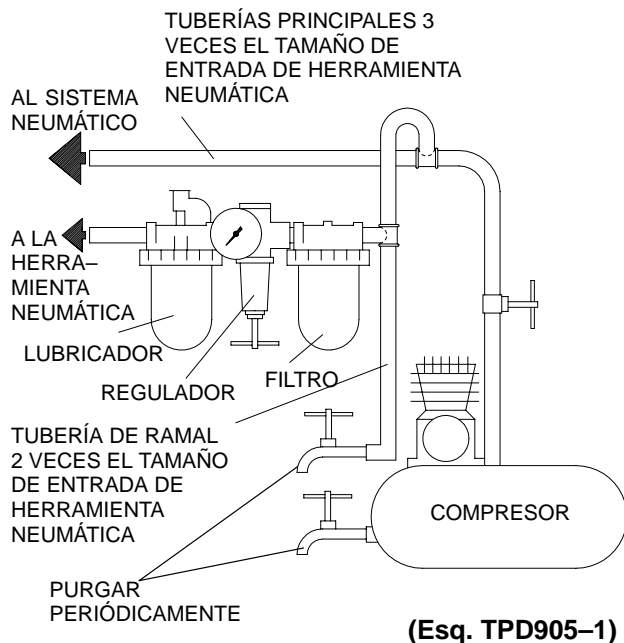 TUBERÍAS PRINCIPALES 3
VECES EL TAMAÑO DE
ENTRADA DE HERRAMIENTA
NEUMÁTICA
AL SISTEMA
NEUMÁTICO
A LA
HERRA–
MIENTA
NEUMÁTICA
LUBRICADOR
REGULADOR
FILTRO
TUBERÍA DE RAMAL
2 VECES EL TAMAÑO
DE ENTRADA DE
HERRAMIENTA
NEUMÁTICA
COMPRESOR
PURGAR
PERIÓDICAMENTE
(Esq. TPD905–1)